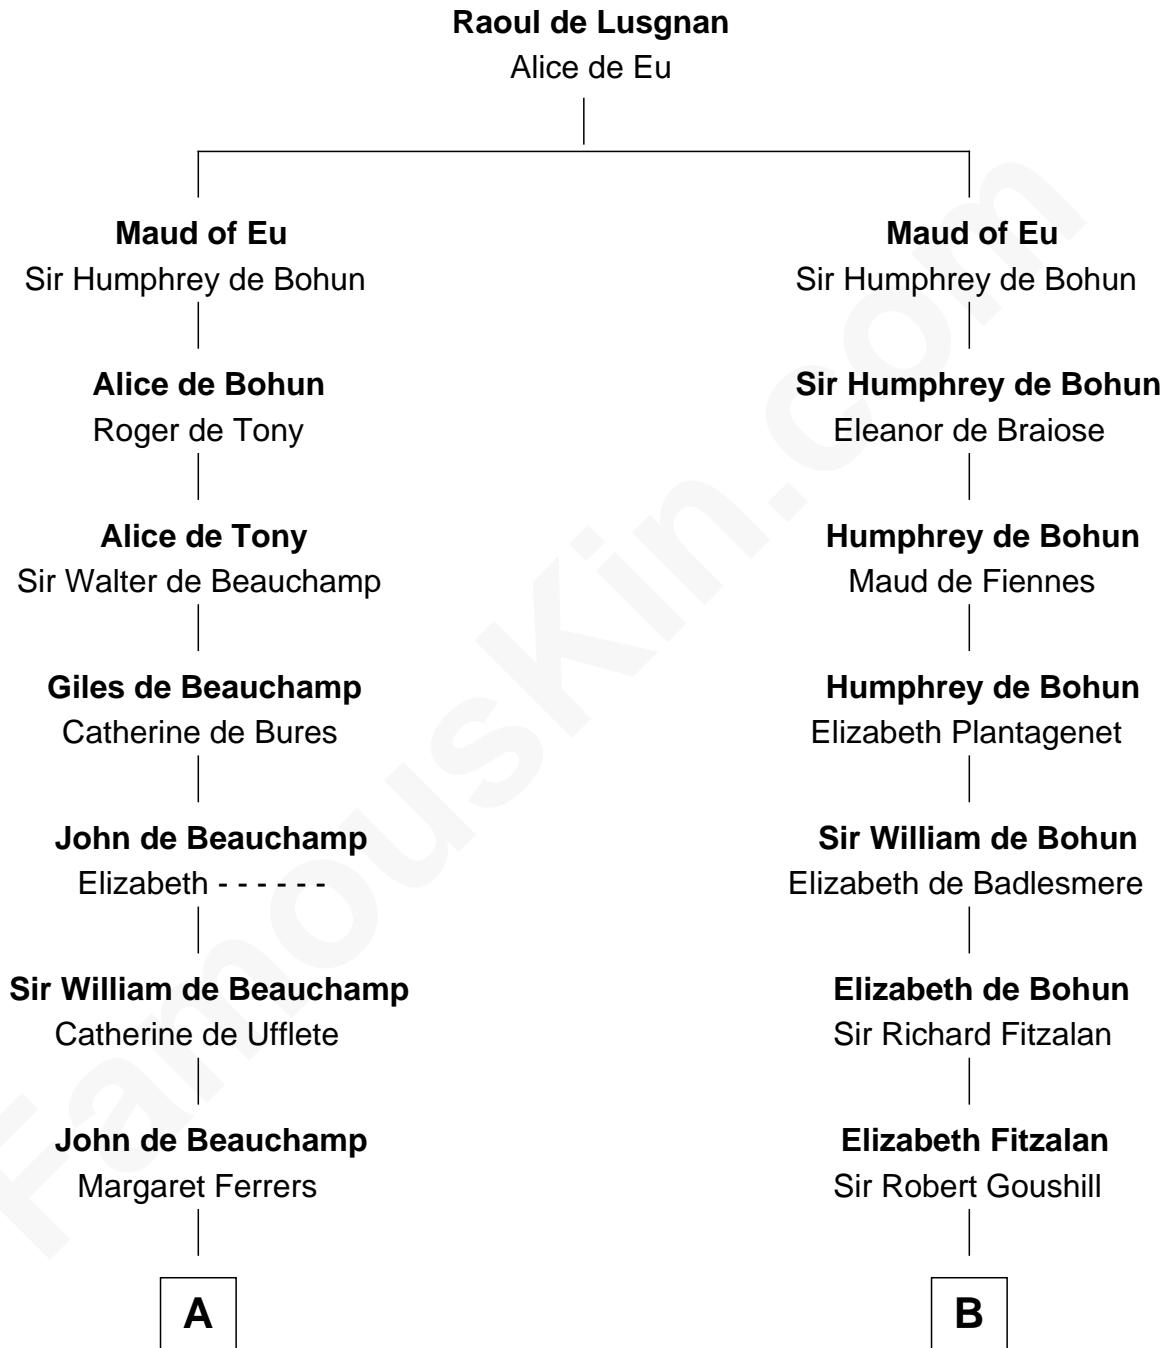 Raoul de Lusgnan
Alice de Eu
Maud of Eu
Sir Humphrey de Bohun
Maud of Eu
Sir Humphrey de Bohun
Alice de Bohun
Roger de Tony
Sir Humphrey de Bohun
Eleanor de Braiose
Alice de Tony
Sir Walter de Beauchamp
Humphrey de Bohun
Maud de Fiennes
Giles de Beauchamp
Catherine de Bures
Humphrey de Bohun
Elizabeth Plantagenet
John de Beauchamp
Elizabeth - - - - - -
Sir William de Bohun
Elizabeth de Badlesmere
Sir William de Beauchamp
Catherine de Ufflete
Elizabeth de Bohun
Sir Richard Fitzalan
John de Beauchamp
Margaret Ferrers
Elizabeth Fitzalan
Sir Robert Goushill
A
B
FamousKin.com